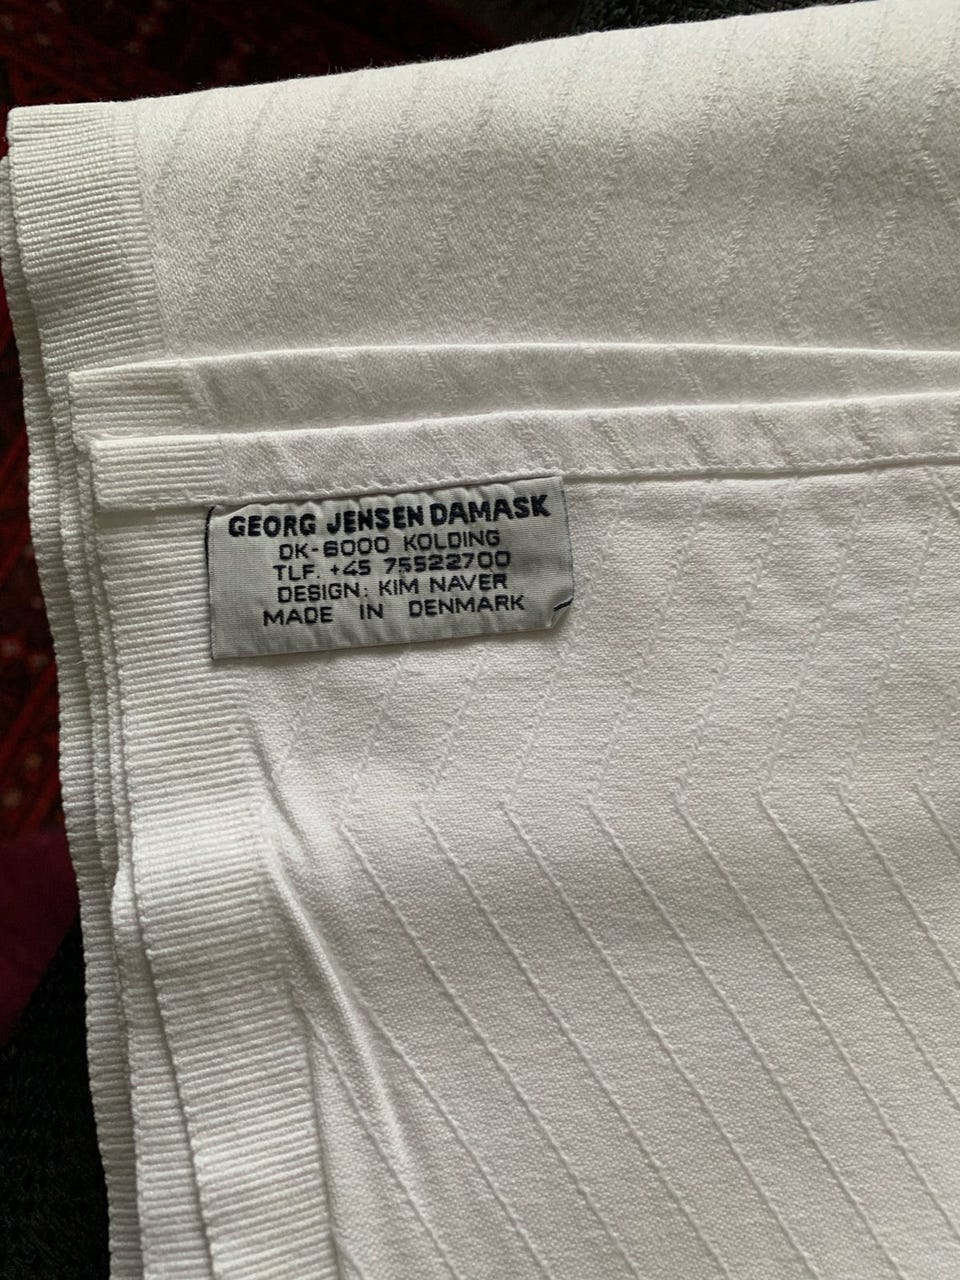 GEORG JENSEN DAMASK
DK-6000 KOLDING
TLF. +45 75522700
DESIGN: KIM NAVER
MADE IN DENMARK